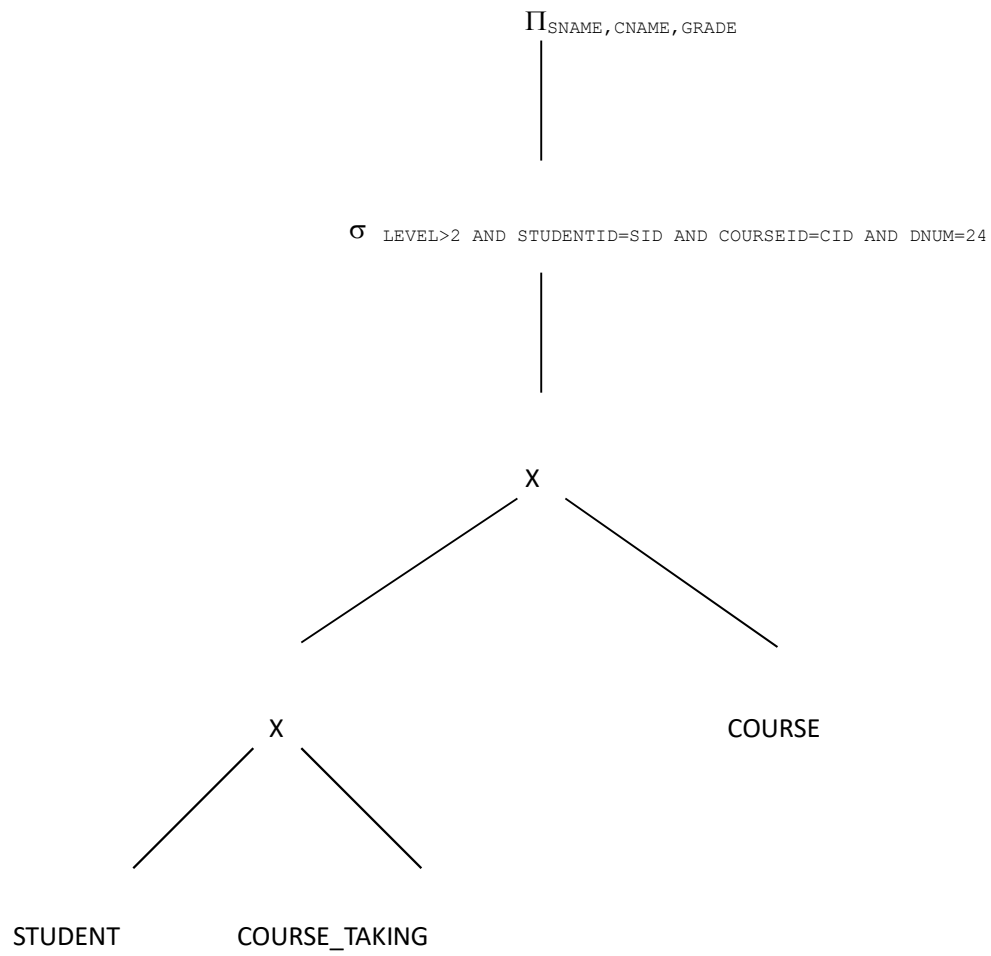 ΠSNAME,CNAME,GRADE
σ LEVEL>2 AND STUDENTID=SID AND COURSEID=CID AND DNUM=24
X
X
COURSE
STUDENT
COURSE_TAKING